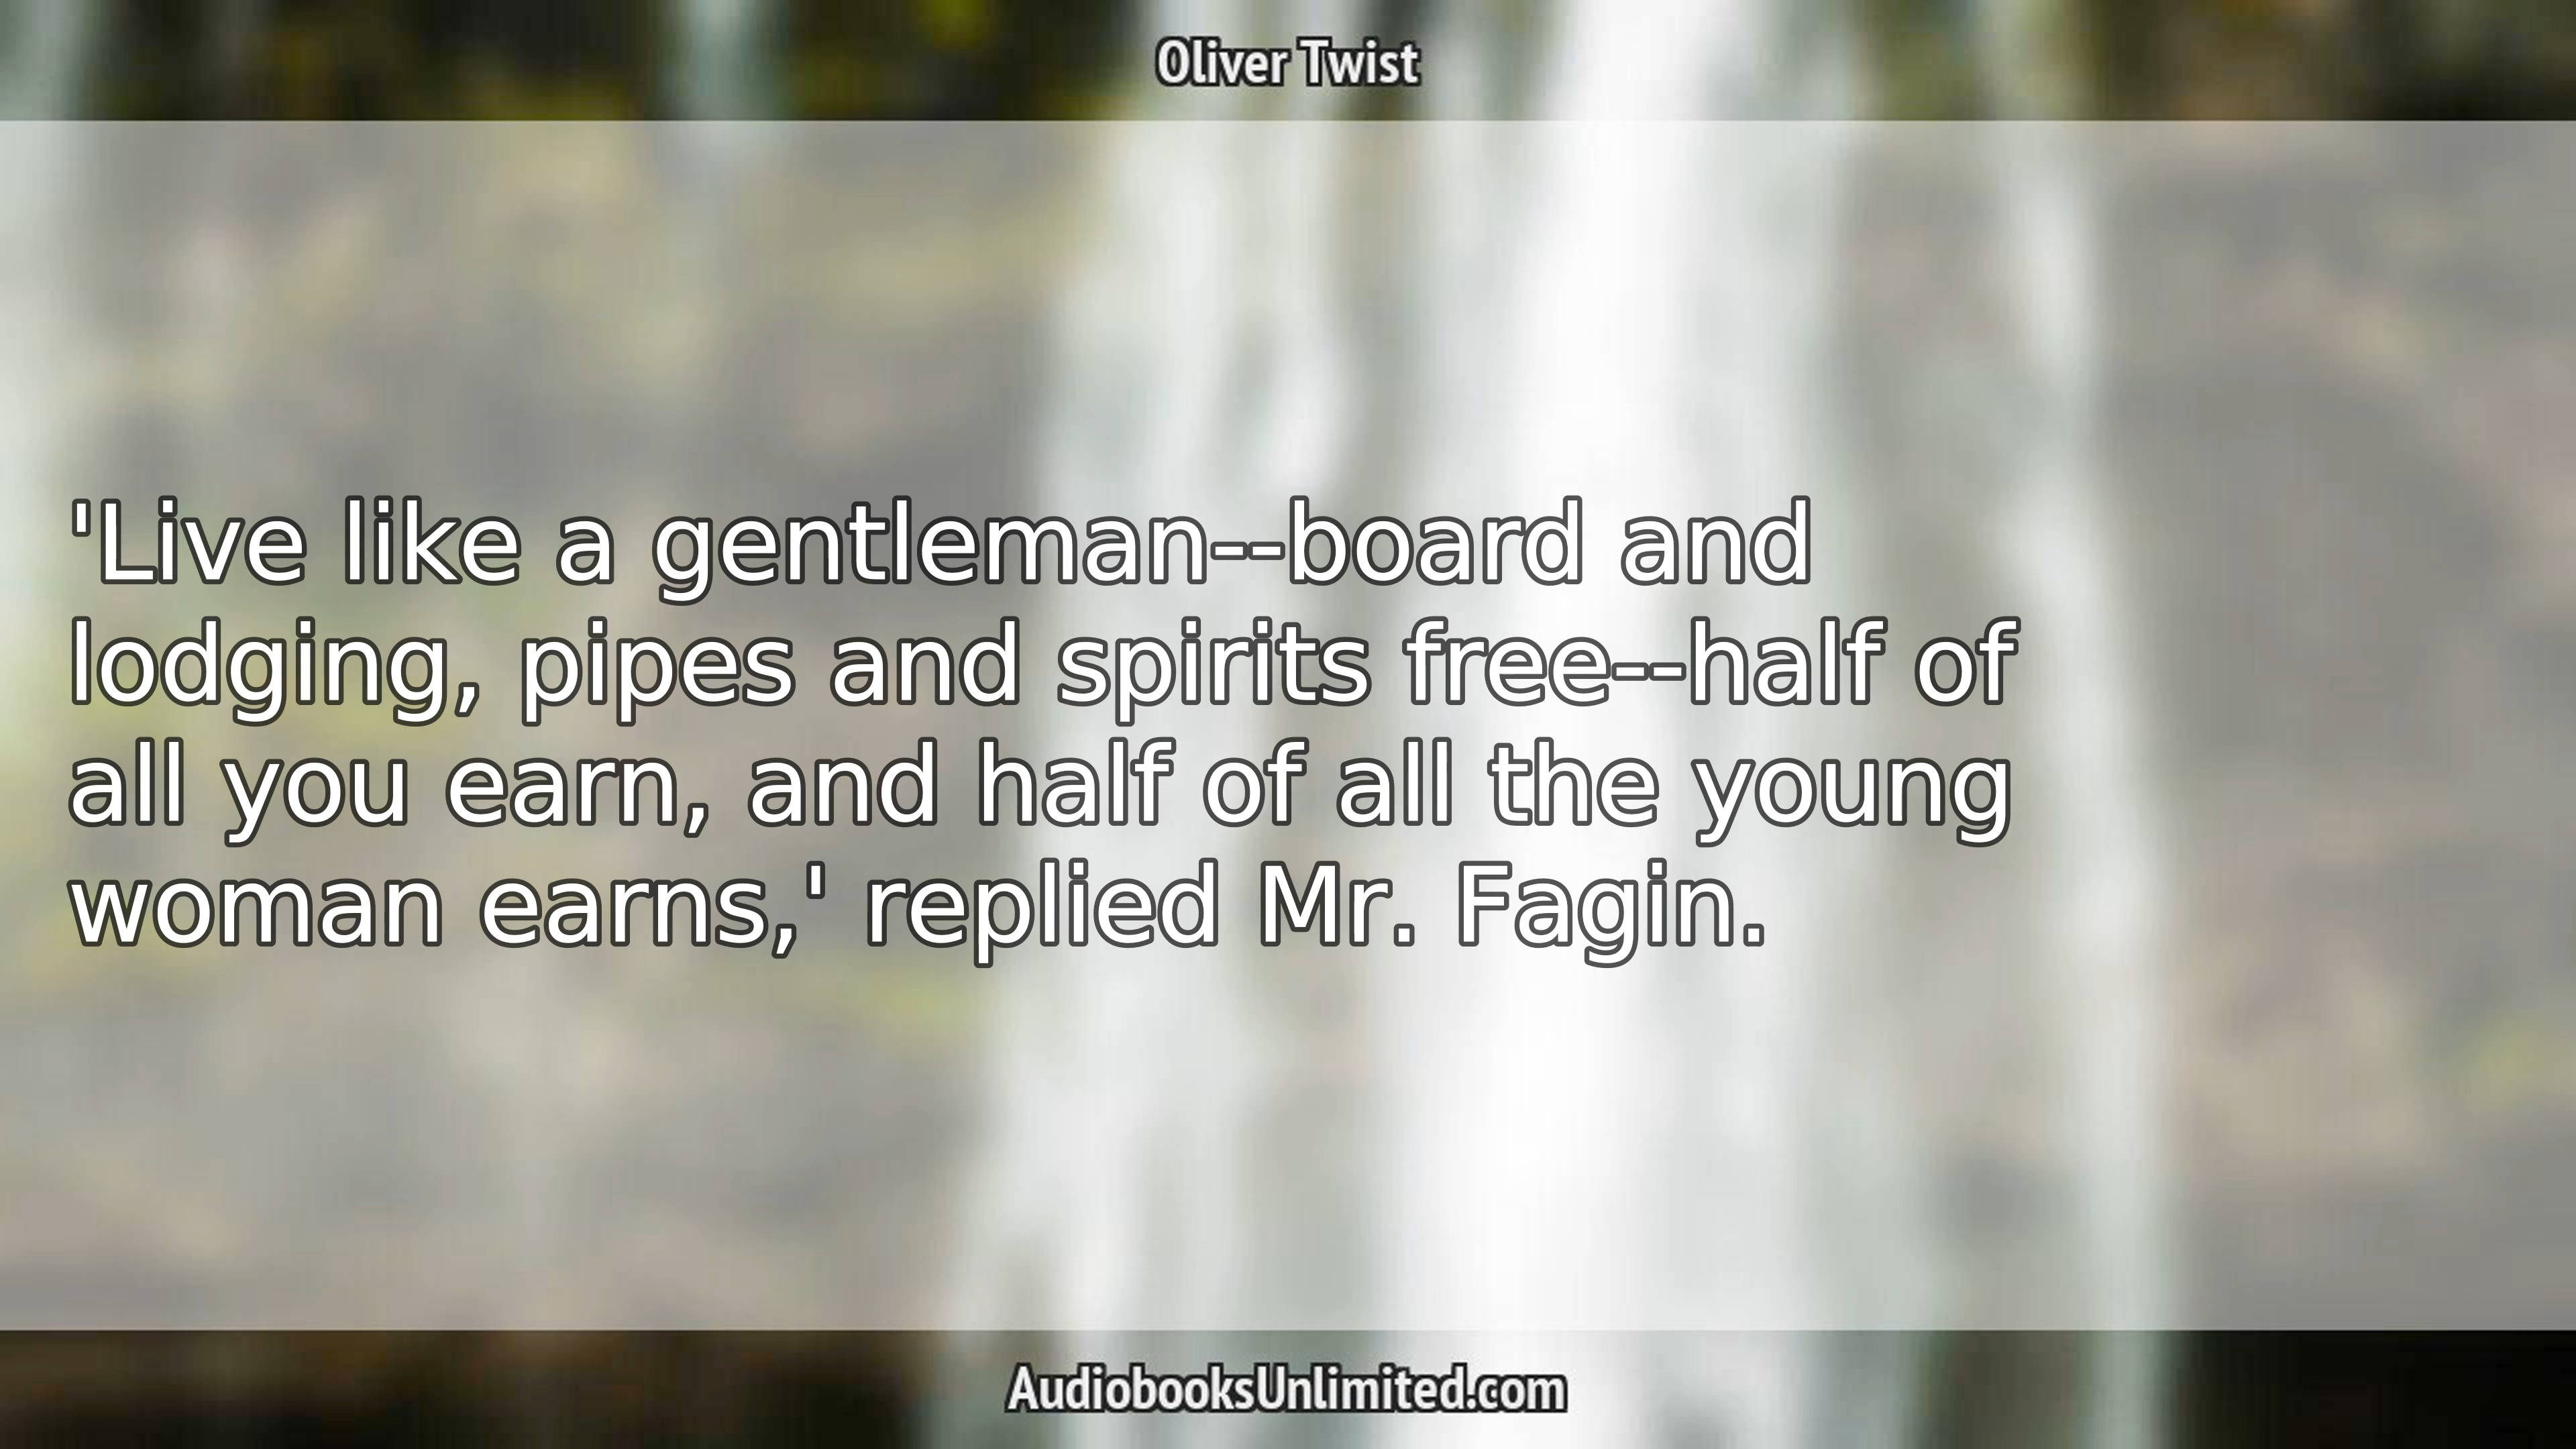 Oliver Twist
'Live like a gentleman--board and
lodging, pipes and spirits free--half of
all you earn, and half of all the young
woman earns,' replied Mr. Fagin.
AudiobooksUnlimited.com